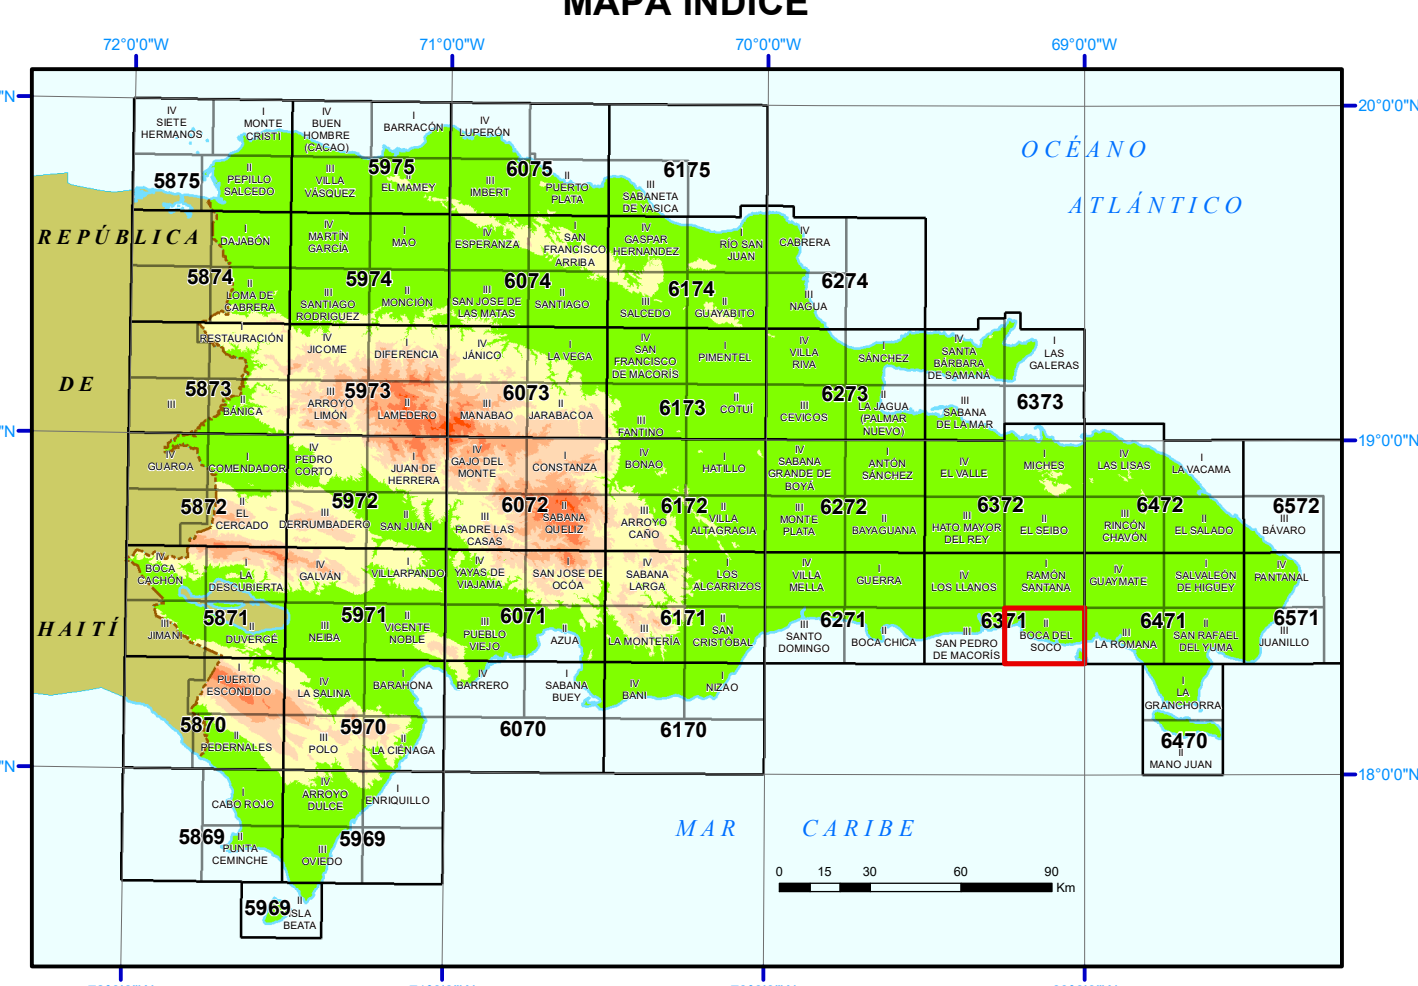 MAPA ÍNDICE
72°0'0"W
71°0'0"W
70°0'0"W
69°0'0"W
20°0'0"N
OCÉANO
ATLÁNTICO
IV
SIETE
HERMANOS
I
MONTE
CRISTI
IV
BUEN
HOMBRE
(CACAO)
I
BARRACÓN
IV
LUPERÓN
5875
II
PEPILLO
SALCEDO
III
VILLA
VÁSQUEZ
5975
EL MAMEY
III
IMBERT
6075
II
PUERTO
PLATA
III
SABANETA
DE YASICA
6175
REPÚBLICA
I
DAJABÓN
IV
MARTÍN
GARCÍA
I
MAO
IV
ESPERANZA
I
SAN
FRANCISCO
ARRIBA
IV
GASPAR
HERNANDEZ
I
RÍO SAN
JUAN
IV
CABRERA
5874
II
LOMA DE
CABRERA
III
SANTIAGO
RODRIGUEZ
5974
II
MONCIÓN
III
SAN JOSE DE
LAS MATAS
6074
II
SANTIAGO
III
SALCEDO
6174
II
GUAYABITO
III
NAGUA
6274
I
RESTAURACIÓN
IV
JICOME
I
DIFERENCIA
IV
JÁNICO
I
LA VEGA
IV
SAN
FRANCISCO
DE MACORÍS
I
PIMENTEL
IV
VILLA
RIVA
I
SÁNCHEZ
IV
SANTA
BÁRBARA
DE SAMANÁ
I
LAS
GALERAS
DE
III
5873
II
BÁNICA
III
ARROYO
LIMÓN
5973
II
LAMEDERO
III
MANABAO
6073
II
JARABACOA
III
FANTINO
6173
II
COTUÍ
III
CEVICOS
6273
II
LA JAGUA
(PALMAR
NUEVO)
III
SABANA
DE LA MAR
6373
19°0'0"N
IV
GUAROA
I
COMENDADOR
IV
PEDRO
CORTO
I
JUAN DE
HERRERA
IV
GAJO DEL
MONTE
I
CONSTANZA
IV
BONAO
I
HATILLO
IV
SABANA
GRANDE DE
BOYÁ
I
ANTÓN
SÁNCHEZ
IV
EL VALLE
I
MICHES
IV
LAS LISAS
I
LA VACAMA
5872
II
EL
CERCADO
III
DERRUMBADERO
5972
II
SAN JUAN
III
PADRE LAS
CASAS
6072
II
SABANA
QUELIZ
III
ARROYO
CAÑO
6172
II
VILLA
ALTAGRACIA
III
MONTE
PLATA
6272
II
BAYAGUANA
III
HATO MAYOR
DEL REY
6372
II
EL SEIBO
III
RINCÓN
CHAVÓN
6472
II
EL SALADO
6572
III
BÁVARO
IV
BOCA
CACHÓN
I
LA
DESCUBIERTA
IV
GALVÁN
I
VILLARPANDO
IV
YAYAS DE
VIAJAMA
I
SAN JOSE DE
OCÓA
IV
SABANA
LARGA
I
LOS
ALCARRIZOS
IV
VILLA
MELLA
I
GUERRA
IV
LOS LLANOS
I
RAMÓN
SANTANA
IV
GUAYMATE
I
SALVALEÓN
DE HIGÜEY
IV
PANTANAL
HAITÍ
III
JIMANÍ
5871
II
DUVERGÉ
III
NEIBA
5971
II
VICENTE
NOBLE
III
PUEBLO
VIEJO
6071
II
AZUA
III
LA MONTERÍA
6171
II
SAN
CRISTÓBAL
III
SANTO
DOMINGO
6271
II
BOCA CHICA
III
SAN PEDRO
DE MACORÍS
6371
II
BOCA DEL
SOCO
III
LA ROMANA
6471
II
SAN RAFAEL
DEL YUMA
6571
III
JUANILLO
I
PUERTO
ESCONDIDO
IV
LA SALINA
I
BARAHONA
IV
BARRERO
I
SABANA
BUEY
IV
BANI
I
NIZAO
I
LA
GRANCHORRA
5870
II
PEDERNALES
III
POLO
5970
II
LA CIÉNAGA
6070
6170
6470
II
MANO JUAN
18°0'0"N
I
CABO ROJO
IV
ARROYO
DULCE
I
ENRIQUILLO
MAR CARIBE
5869
II
PUNTA
CEMINCHE
III
OVIEDO
5969
0 15 30 60 90
Km
5969
II
ISLA
BEATA